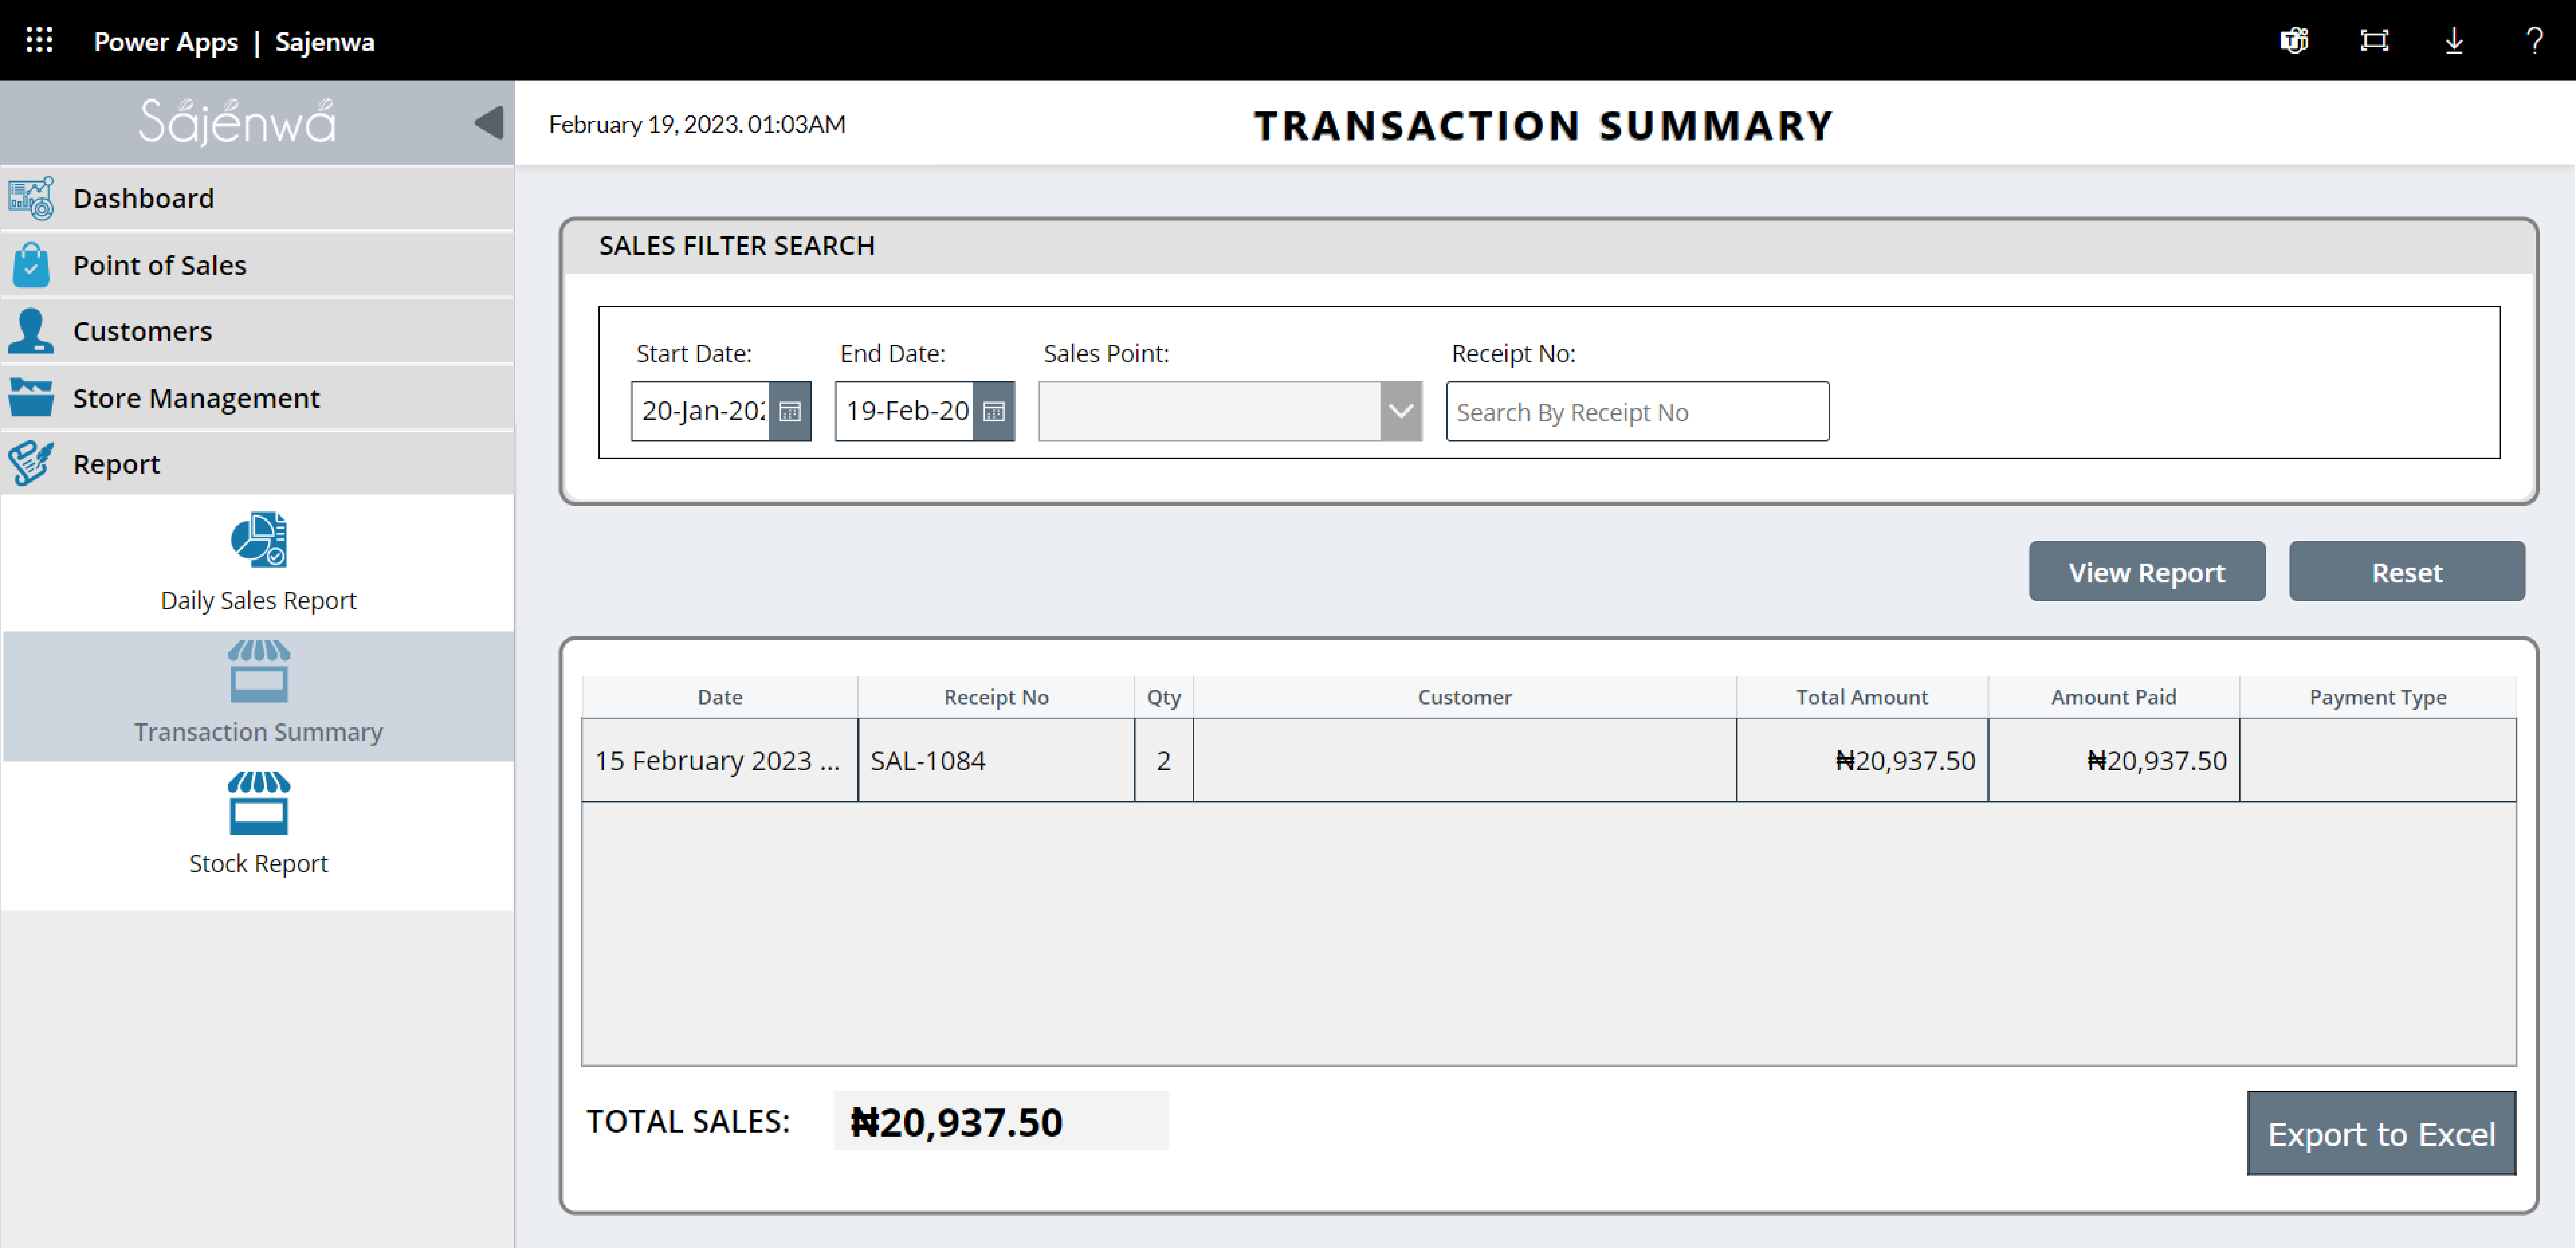 Power Apps | Sajenwa
Sájénwá
February 19, 2023. 01:03AM
TRANSACTION SUMMARY
Dashboard
Point of Sales
Customers
Store Management
Report
Daily Sales Report
Transaction Summary
Stock Report
SALES FILTER SEARCH
Start Date: End Date: Sales Point: Receipt No:
20-Jan-202 19-Feb-20 Search By Receipt No
View Report Reset
Date Receipt No Qty Customer Total Amount Amount Paid Payment Type
15 February 2023 ... SAL-1084 2 ₦20,937.50 ₦20,937.50
TOTAL SALES: ₦20,937.50
Export to Excel